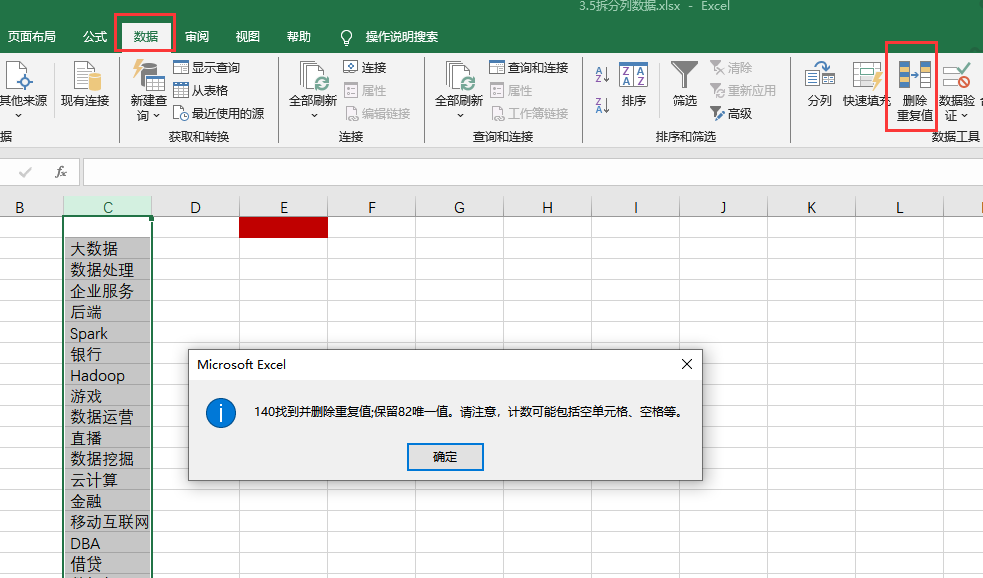 3.5拆分列数据.xlsx - Excel
页面布局 公式 数据 审阅 视图 帮助 操作说明搜索
其他来源
现有连接
新建查
询
显示查询
从表格
最近使用的源
全部刷新
连接
属性
编辑链接
全部刷新
查询和连接
属性
工作簿链接
排序
筛选
清除
重新应用
高级
分列
快速填充
删除
重复值
数据验
证
据
获取和转换
连接
查询和连接
排序和筛选
数据工具
fx
B C D E F G H I J K L
大数据
数据处理
企业服务
后端
Spark
银行
Hadoop
游戏
数据运营
直播
数据挖掘
云计算
金融
移动互联网
DBA
借贷
Microsoft Excel
140找到并删除重复值;保留82唯一值。请注意，计数可能包括空单元格、空格等。
确定